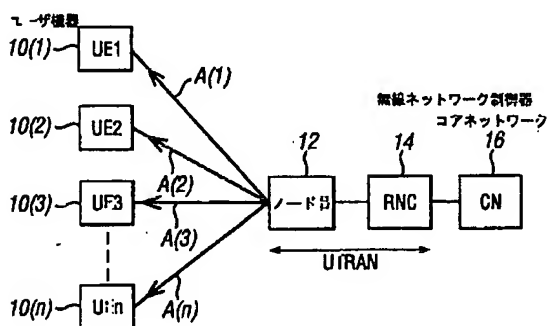 ユーザ機器
10(1) UE1
A(1)
無線ネットワーク制御器
コアネットワーク
10(2) UE2
A(2)
12
14
16
10(3) UE3
A(3)
ノードB
RNC
CN
UTRAN
10(n) UEn
A(n)